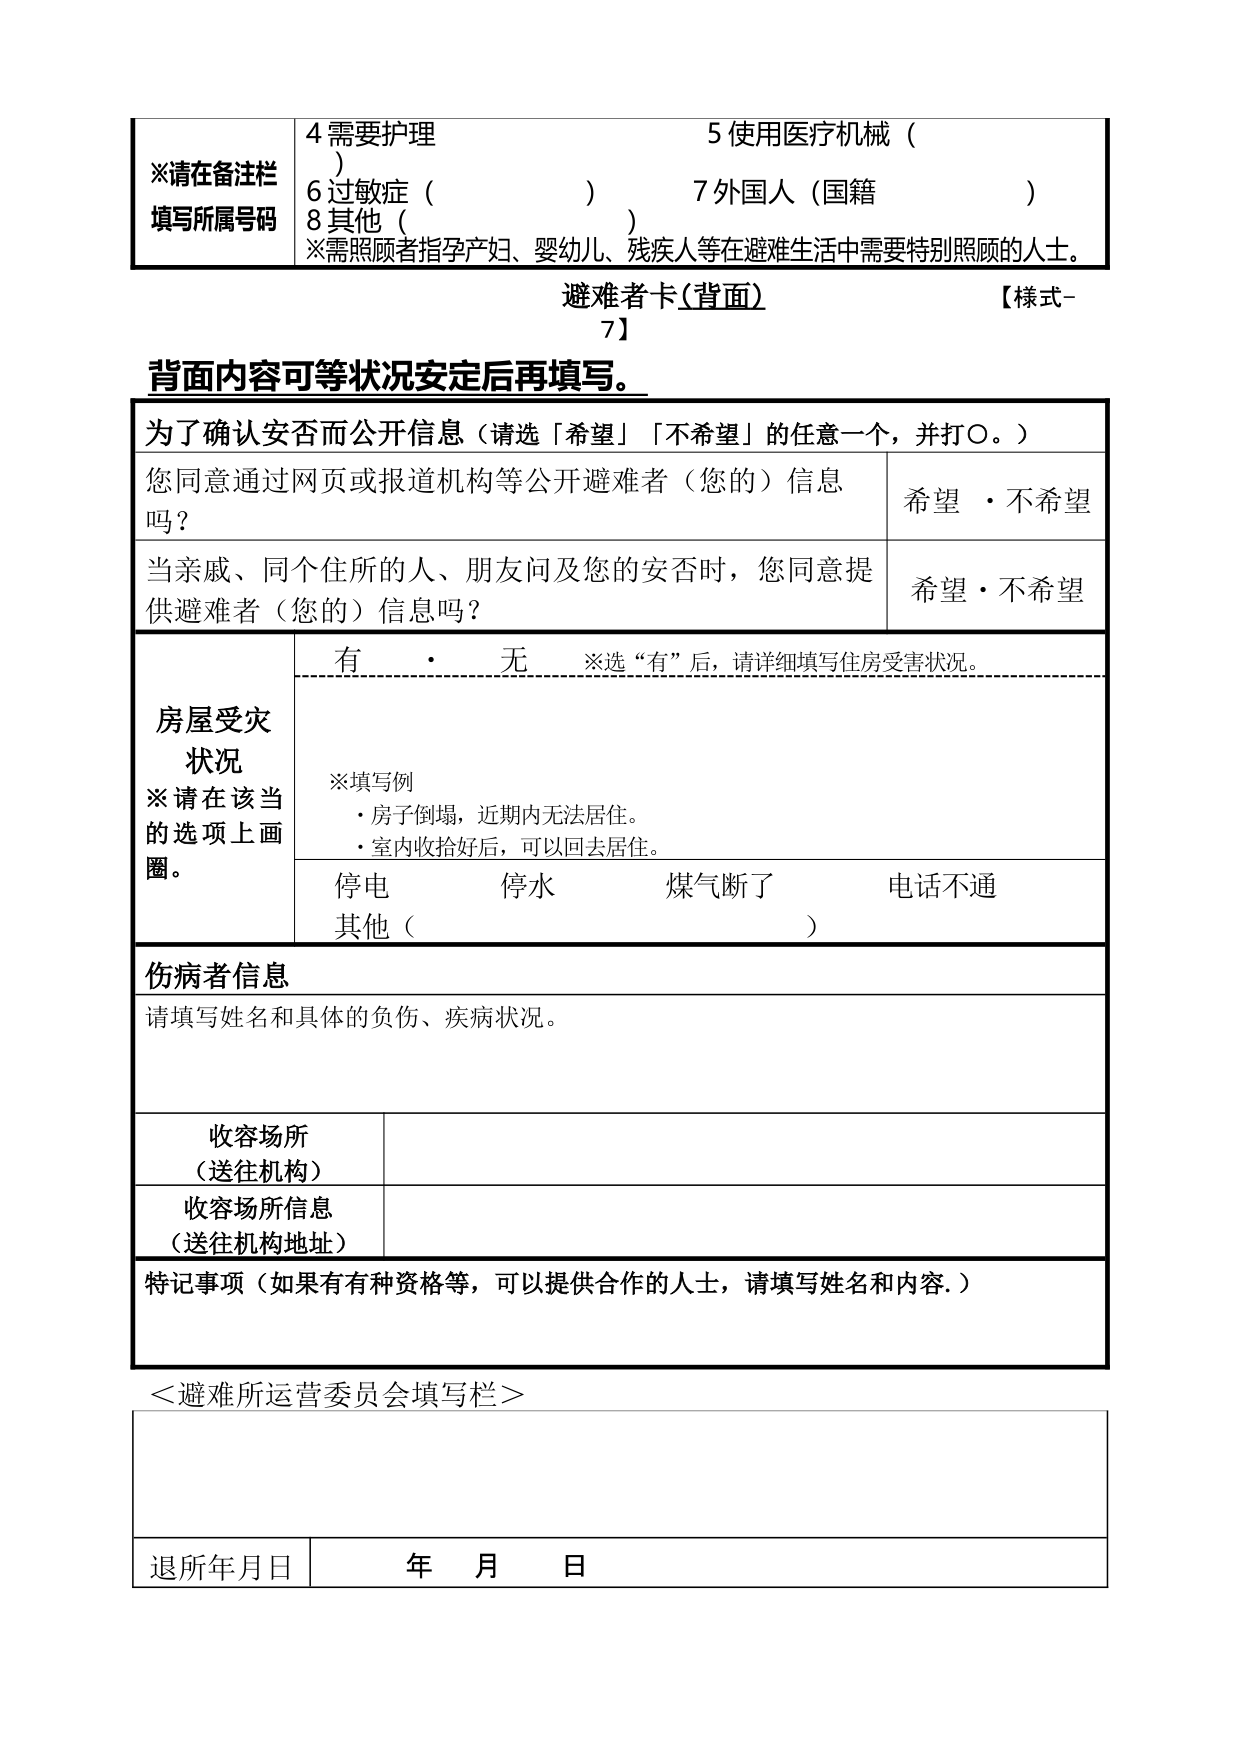 ※请在备注栏
填写所属号码
4 需要护理 5 使用医疗机械（
）
6 过敏症（ ） 7 外国人（国籍 ）
8 其他（ ）
※需照顾者指孕产妇、婴幼儿、残疾人等在避难生活中需要特别照顾的人士。
避难者卡(背面) 【样式-
7】
背面内容可等状况安定后再填写。
为了确认安否而公开信息（请选「希望」「不希望」的任意一个，并打〇。）
您同意通过网页或报道机构等公开避难者（您的）信息
吗？
希望 ・不希望
当亲戚、同个住所的人、朋友问及您的安否时，您同意提
供避难者（您的）信息吗？
希望・不希望
房屋受灾
状况
※请在该当
的选项上画
圈。
有 ・ 无 ※选“有”后，请详细填写住房受害状况。
※填写例
・房子倒塌，近期内无法居住。
・室内收拾好后，可以回去居住。
停电 停水 煤气断了 电话不通
其他（ ）
伤病者信息
请填写姓名和具体的负伤、疾病状况。
收容场所
（送往机构）
收容场所信息
（送往机构地址）
特记事项（如果有有种资格等，可以提供合作的人士，请填写姓名和内容.）
＜避难所运营委员会填写栏＞
退所年月日 年 月 日